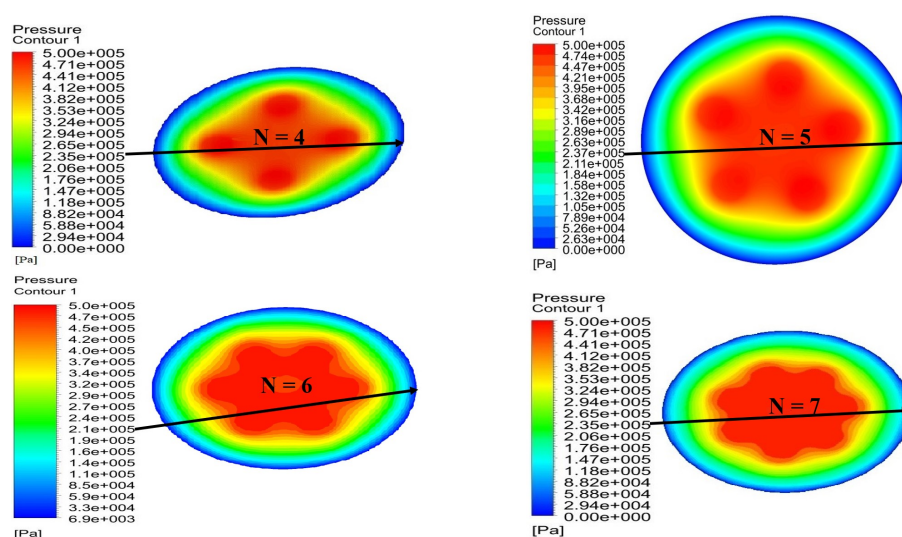 Pressure
Contour 1
5.00e+005
4.71e+005
4.41e+005
4.12e+005
3.82e+005
3.53e+005
3.24e+005
2.94e+005
2.65e+005
2.35e+005
2.06e+005
1.76e+005
1.47e+005
1.18e+005
8.82e+004
5.88e+004
2.94e+004
0.00e+000
[Pa]
N = 4
Pressure
Contour 1
5.00e+005
4.74e+005
4.47e+005
4.21e+005
3.95e+005
3.68e+005
3.42e+005
3.16e+005
2.89e+005
2.63e+005
2.37e+005
2.11e+005
1.84e+005
1.58e+005
1.32e+005
1.05e+005
7.89e+004
5.26e+004
2.63e+004
0.00e+000
[Pa]
N = 5
Pressure
Contour 1
5.0e+005
4.7e+005
4.5e+005
4.2e+005
4.0e+005
3.7e+005
3.4e+005
3.2e+005
2.9e+005
2.7e+005
2.4e+005
2.1e+005
1.9e+005
1.6e+005
1.4e+005
1.1e+005
8.5e+004
5.9e+004
3.3e+004
6.9e+003
[Pa]
N = 6
Pressure
Contour 1
5.00e+005
4.71e+005
4.41e+005
4.12e+005
3.82e+005
3.53e+005
3.24e+005
2.94e+005
2.65e+005
2.35e+005
2.06e+005
1.76e+005
1.47e+005
1.18e+005
8.82e+004
5.88e+004
2.94e+004
0.00e+000
[Pa]
N = 7